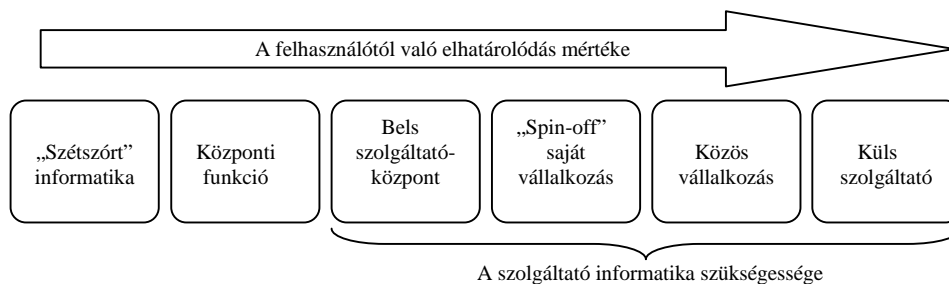 A felhasználótól való elhatárolódás mértéke
„Szétszórt”
informatika
Központi
funkció
Bels
szolgáltató-
központ
„Spin-off”
saját
vállalkozás
Közös
vállalkozás
Küls
szolgáltató
A szolgáltató informatika szükségessége